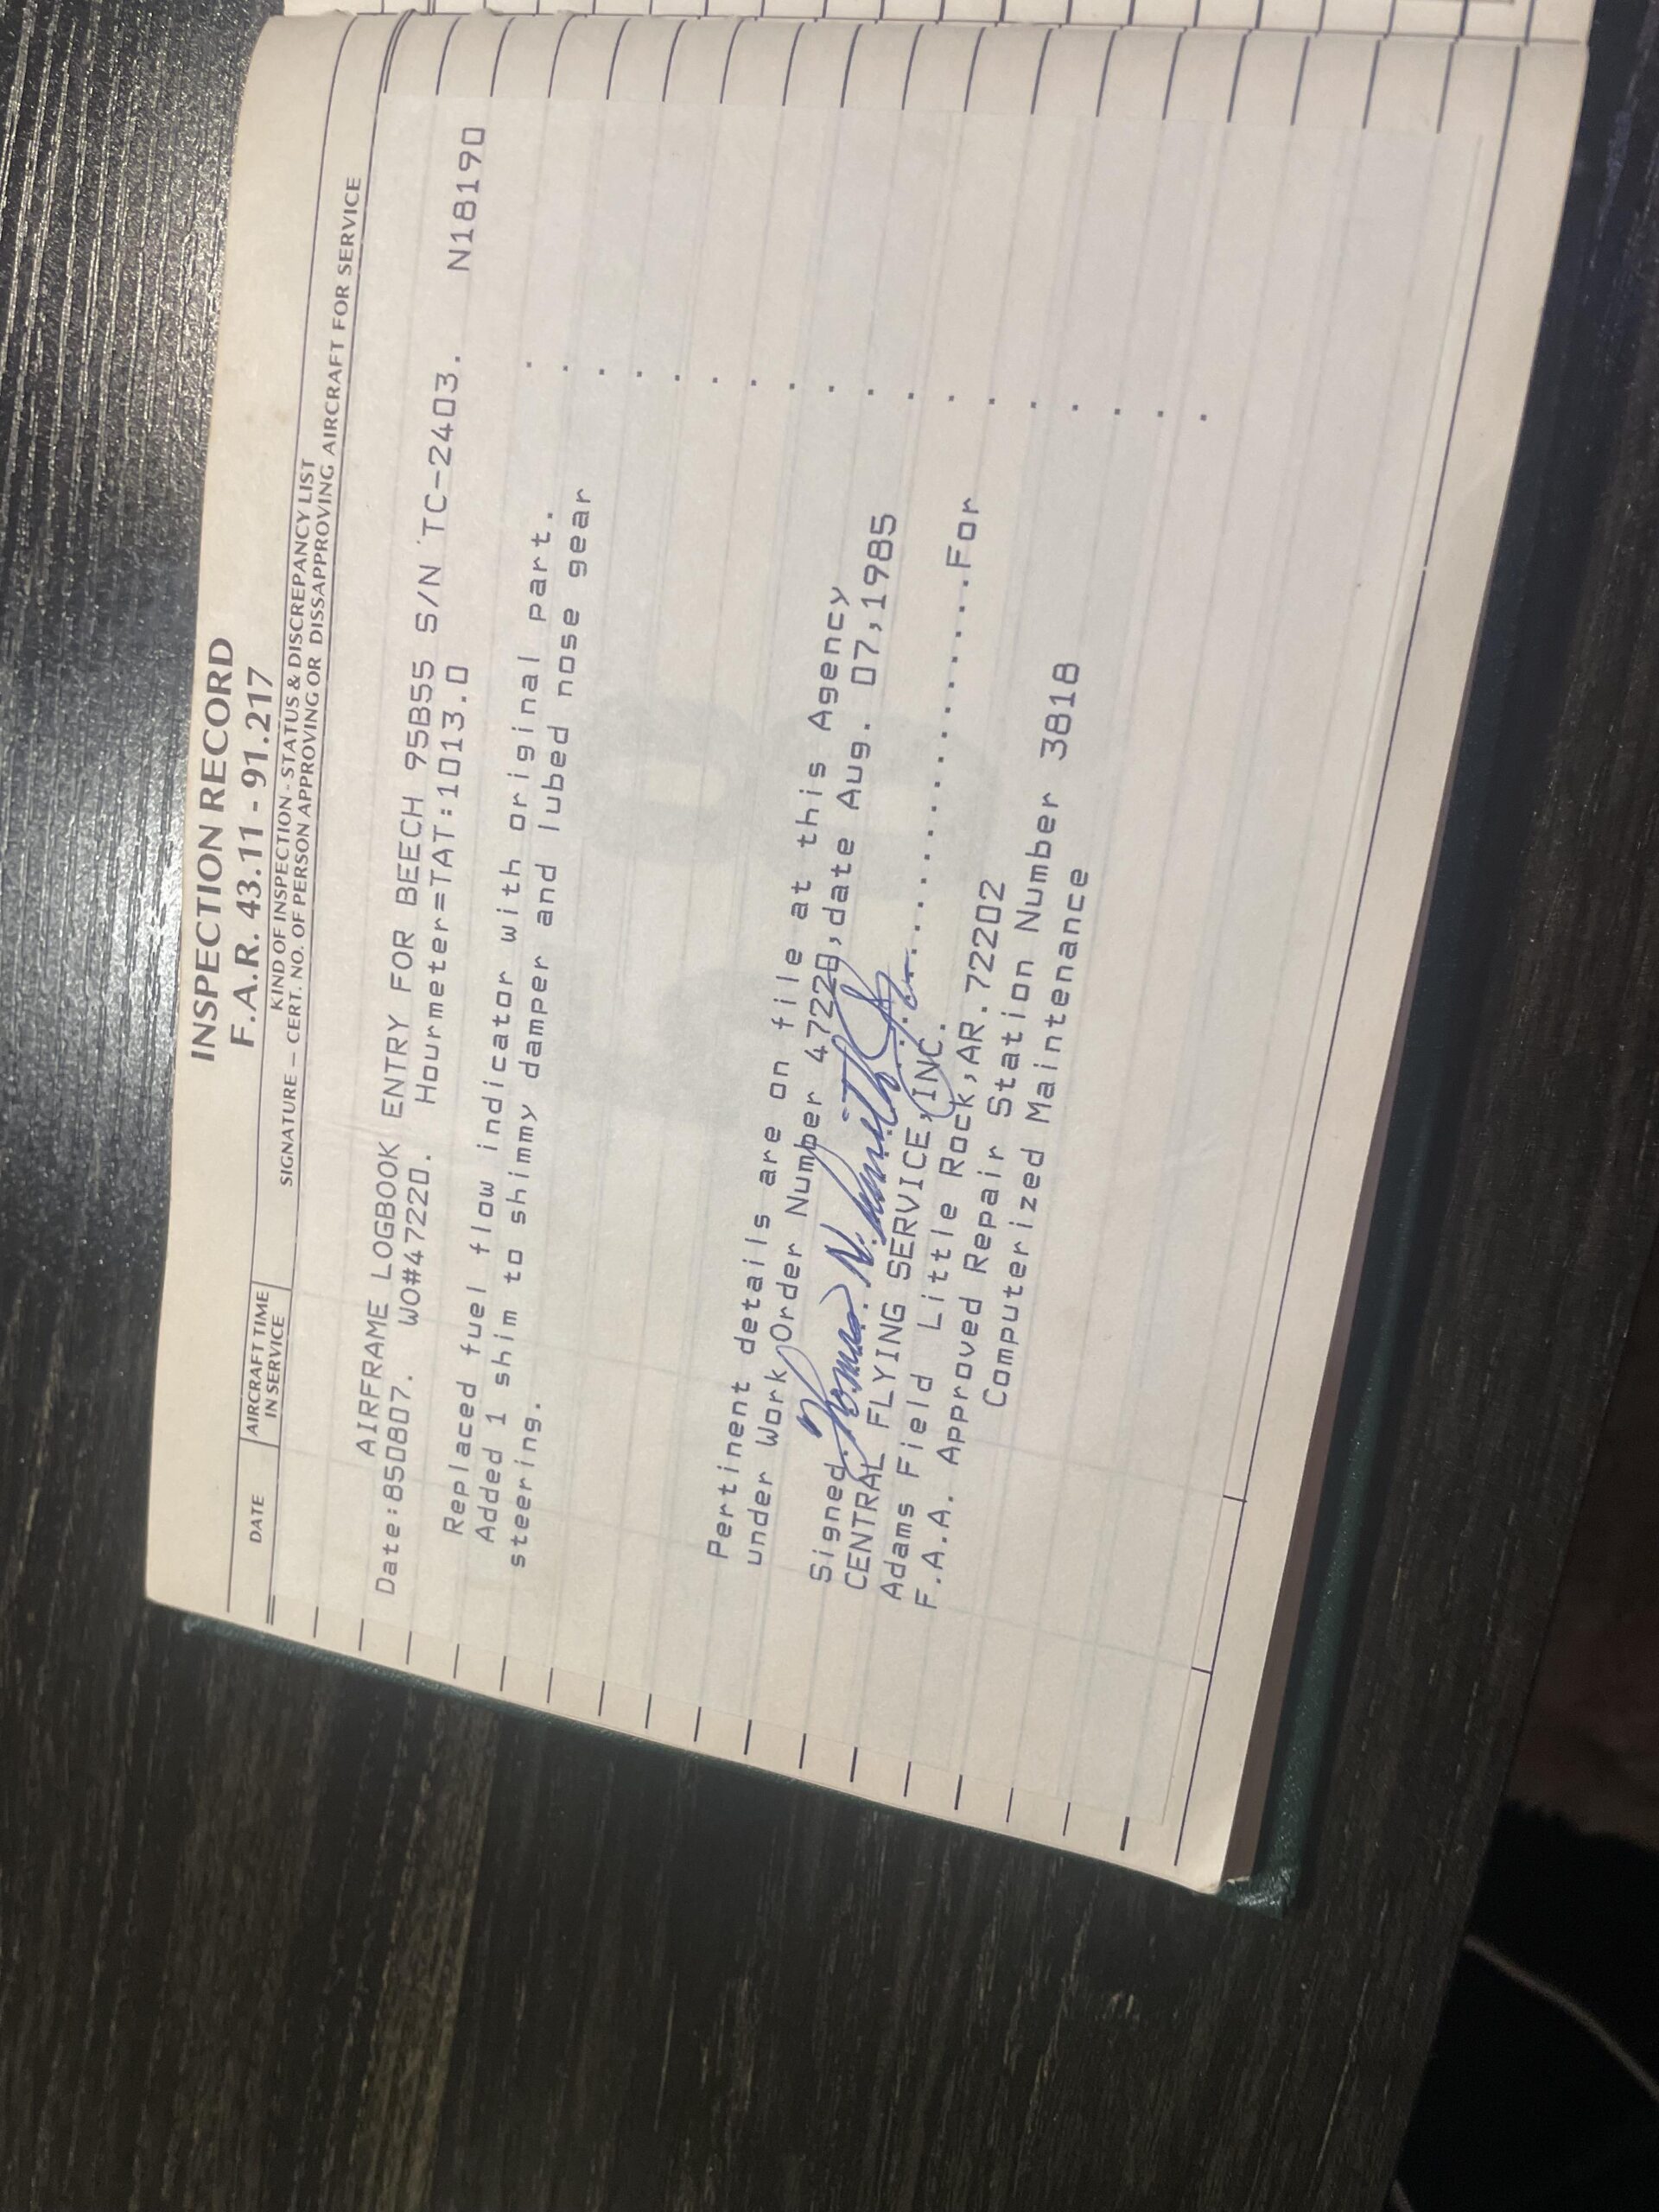 INSPECTION RECORD
F.A.R. 43.11 - 91.217
DATE
AIRCRAFT TIME
IN SERVICE
KIND OF INSPECTION - STATUS & DISCREPANCY LIST
SIGNATURE – CERT. NO. OF PERSON APPROVING OR DISSAPPROVING AIRCRAFT FOR SERVICE
AIRFRAME LOGBOOK ENTRY FOR BEECH 95B55 S/N TC-2403. N18190
Date:850807. WO#47220. Hourmeter=TAT:1013.0
Replaced fuel flow indicator with original part.
Added 1 shim to shimmy damper and lubed nose gear
steering.
Pertinent details are on file at this Agency
under Work Order Number 47220,date Aug. 07,1985
Signed Thomas N. For
CENTRAL FLYING SERVICE,INC.
Adams Field Little Rock,AR.72202
F.A.A. Approved Repair Station Number 3818
Computerized Maintenance